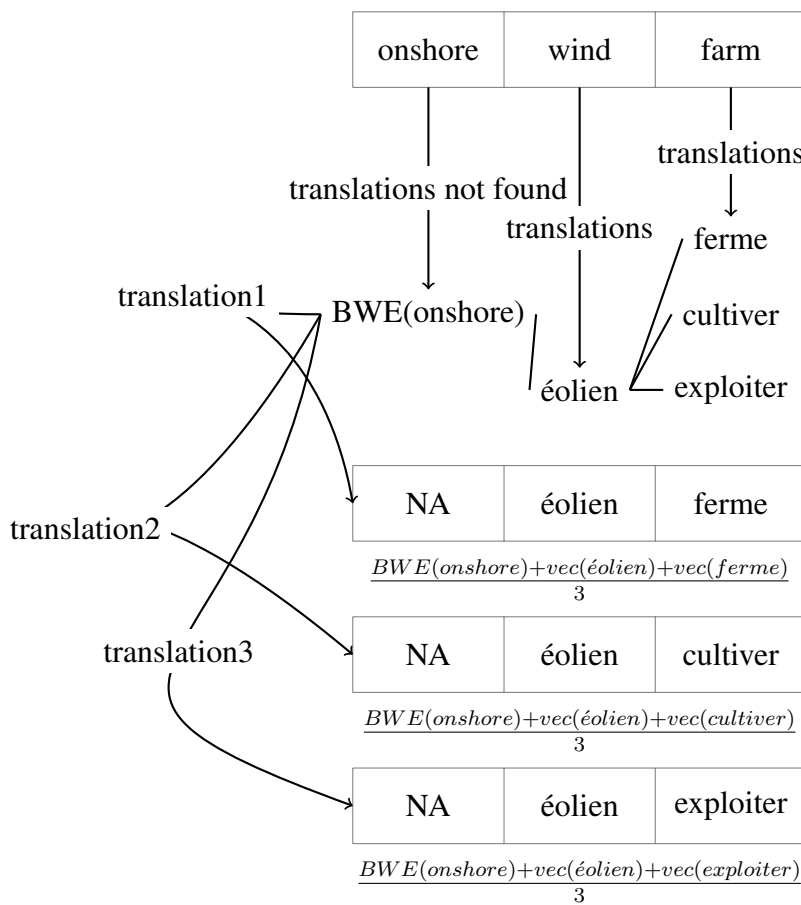 onshore wind farm
translations
translations not found
translations
ferme
translation1
BWE(onshore)
cultiver
éolien
exploiter
NA éolien ferme
translation2
BWE(onshore)+vec(éolien)+vec(ferme)
3
translation3
NA éolien cultiver
BWE(onshore)+vec(éolien)+vec(cultiver)
3
NA éolien exploiter
BWE(onshore)+vec(éolien)+vec(exploiter)
3